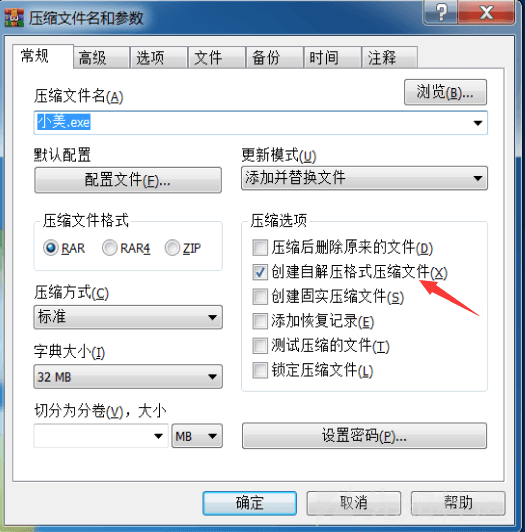 压缩文件名和参数
常规 高级 选项 文件 备份 时间 注释
压缩文件名(A) 浏览(B)...
小美.exe
默认配置 更新模式(U)
配置文件(F)... 添加并替换文件
压缩文件格式 压缩选项
RAR RAR4 ZIP 压缩后删除原来的文件(D)
创建自解压格式压缩文件(X)
压缩方式(C) 创建固实压缩文件(S)
标准 添加恢复记录(E)
字典大小(I) 测试压缩的文件(T)
32 MB 锁定压缩文件(L)
切分为分卷(V)，大小
MB 设置密码(P)...
确定 取消 帮助